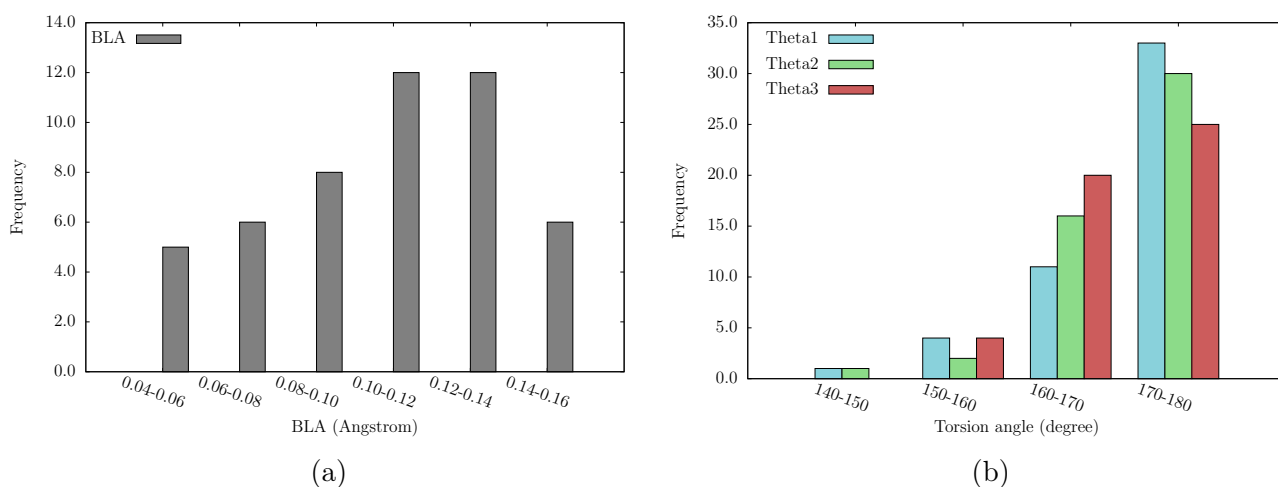 14.0
12.0
10.0
8.0
6.0
4.0
2.0
0.0
Frequency
BLA
0.04-0.06
0.06-0.08
0.08-0.10
0.10-0.12
0.12-0.14
0.14-0.16
BLA (Angstrom)
(a)
35.0
30.0
25.0
20.0
15.0
10.0
5.0
0.0
Frequency
Theta1
Theta2
Theta3
140-150
150-160
160-170
170-180
Torsion angle (degree)
(b)